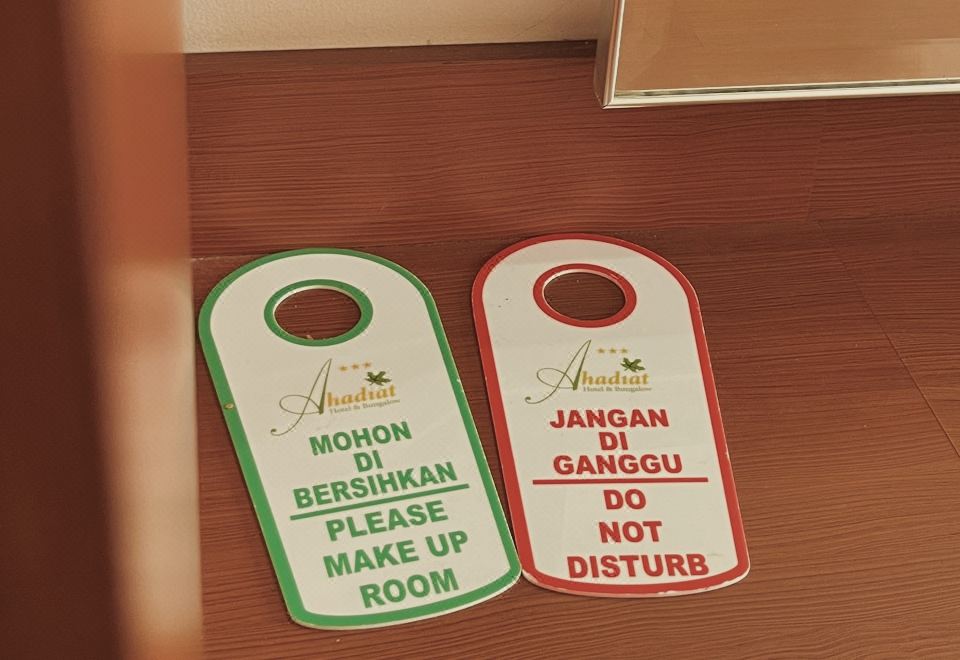 Ahadiat
Hotel & Bungalow
MOHON
DI
BERSIHKAN
PLEASE
MAKE UP
ROOM
Ahadiat
Hotel & Bungalow
JANGAN
DI
GANGGU
DO
NOT
DISTURB